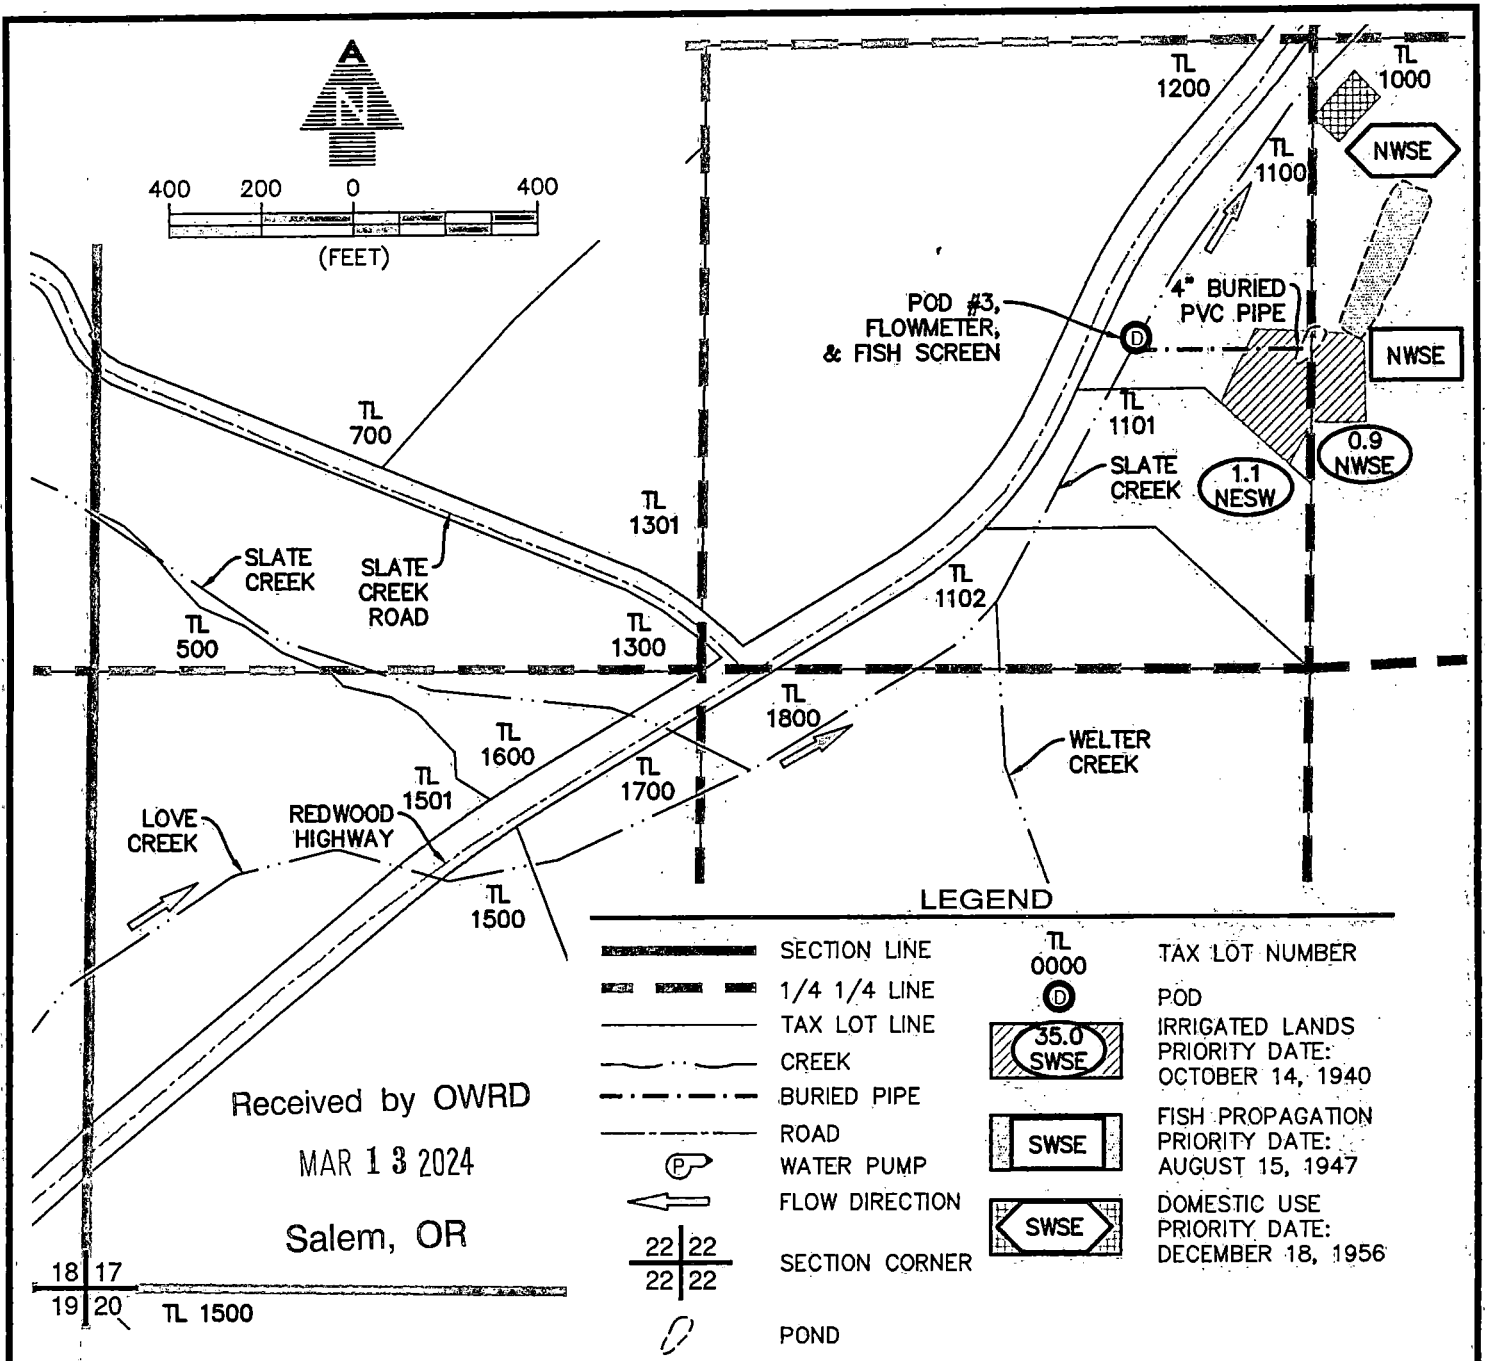 A
N
400 200 0 400
(FEET)
TL
1200
TL
1000
NWSE
TL
1100
POD #3,
FLOWMETER,
& FISH SCREEN
D
4" BURIED
PVC PIPE
NWSE
TL
700
TL
1101
0.9
NWSE
1.1
NESW
SLATE
CREEK
TL
1301
SLATE
CREEK
SLATE
CREEK
ROAD
TL
1102
TL
500
TL
1300
TL
1800
TL
1600
WELTER
CREEK
TL
1501
TL
1700
LOVE
CREEK
REDWOOD
HIGHWAY
TL
1500
LEGEND
SECTION LINE
1/4 1/4 LINE
TAX LOT LINE
CREEK
BURIED PIPE
ROAD
P
WATER PUMP
FLOW DIRECTION
22 22
22 22
SECTION CORNER
POND
TL
0000
TAX LOT NUMBER
D
POD
35.0
SWSE
IRRIGATED LANDS
PRIORITY DATE:
OCTOBER 14, 1940
SWSE
FISH PROPAGATION
PRIORITY DATE:
AUGUST 15, 1947
SWSE
DOMESTIC USE
PRIORITY DATE:
DECEMBER 18, 1956
Received by OWRD
MAR 13 2024
Salem, OR
18 17
19 20
TL 1500